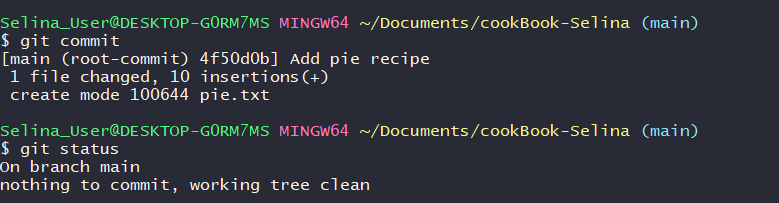 Selina_User@DESKTOP-G0RM7MS MINGW64 ~/Documents/cookBook-Selina (main)
$ git commit
[main (root-commit) 4f50d0b] Add pie recipe
 1 file changed, 10 insertions(+)
 create mode 100644 pie.txt
Selina_User@DESKTOP-G0RM7MS MINGW64 ~/Documents/cookBook-Selina (main)
$ git status
On branch main
nothing to commit, working tree clean